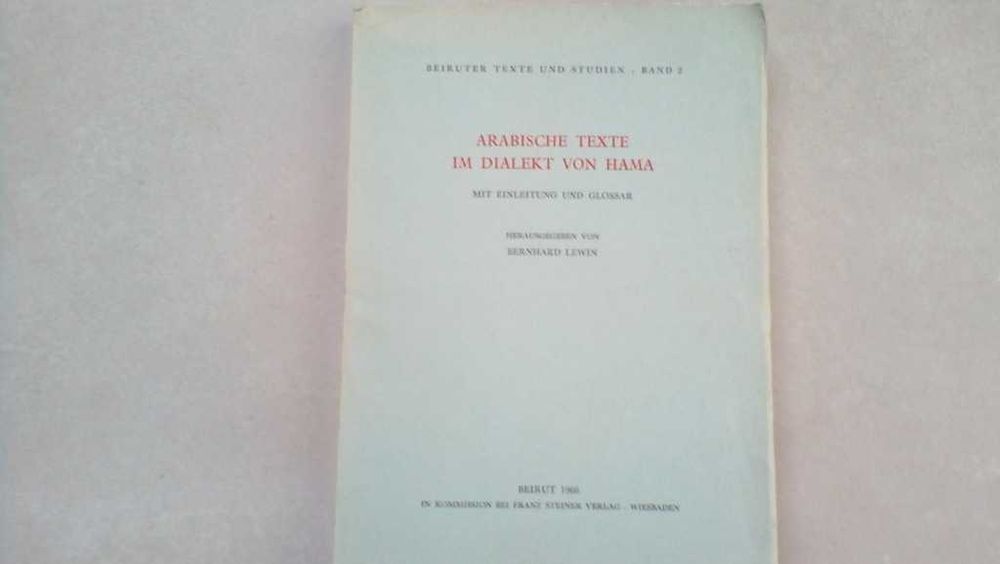 BEIRUTER TEXTE UND STUDIEN · BAND 2
ARABISCHE TEXTE
IM DIALEKT VON HAMA
MIT EINLEITUNG UND GLOSSAR
HERAUSGEGEBEN VON
BERNHARD LEWIN
BEIRUT 1966
IN KOMMISSION BEI FRANZ STEINER VERLAG · WIESBADEN